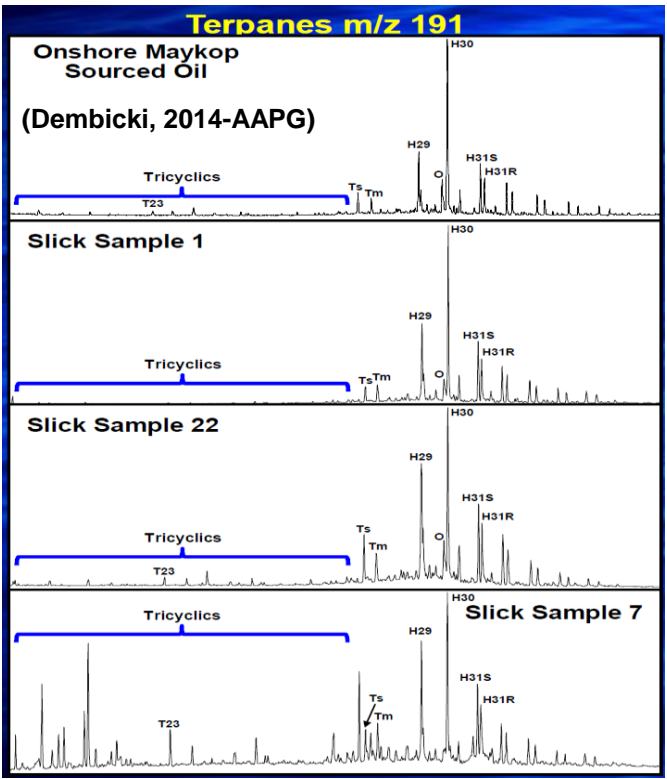 Terpanes m/z 191
Onshore Maykop
Sourced Oil
(Dembicki, 2014-AAPG)
Tricyclics
T23
Ts
Tm
H29
O
H30
H31S
H31R
Slick Sample 1
Tricyclics
Ts
Tm
H29
O
H30
H31S
H31R
Slick Sample 22
Tricyclics
T23
Ts
Tm
H29
O
H30
H31S
H31R
Slick Sample 7
Tricyclics
T23
Ts
Tm
H29
H30
H31S
H31R